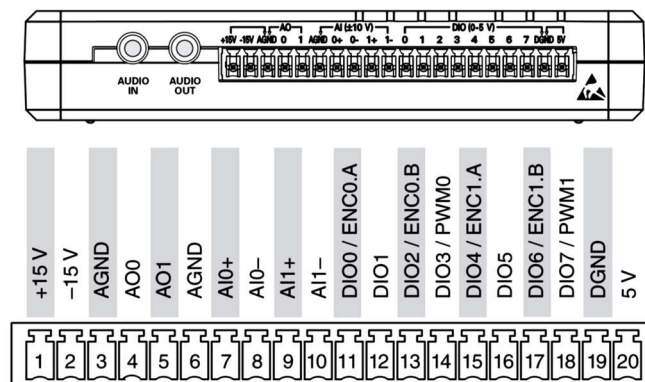 AO AI (±10 V) DIO (0-5 V)
+15V -15V AGND 0 1 AGND 0+ 0- 1+ 1- 0 1 2 3 4 5 6 7 DGND 5V
AUDIO IN
AUDIO OUT
+15 V
−15 V
AGND
AO0
AO1
AGND
AI0+
AI0−
AI1+
AI1−
DIO0 / ENC0.A
DIO1
DIO2 / ENC0.B
DIO3 / PWM0
DIO4 / ENC1.A
DIO5
DIO6 / ENC1.B
DIO7 / PWM1
DGND
5 V
1 2 3 4 5 6 7 8 9 10 11 12 13 14 15 16 17 18 19 20